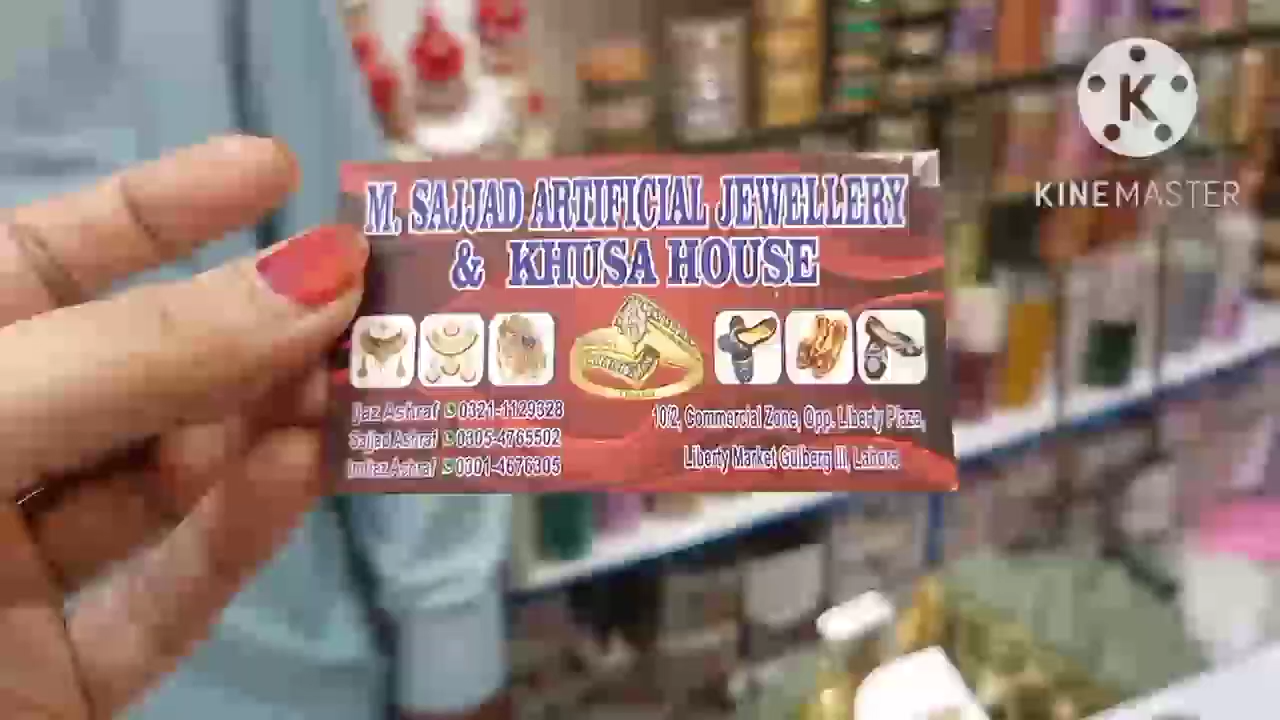 M. SAJJAD ARTIFICIAL JEWELLERY
& KHUSA HOUSE
Ijaz Ashraf 0321-1129328
Sajjad Ashraf 0305-4765502
Imtiaz Ashraf 0301-4676305
10/2, Commercial Zone, Opp. Liberty Plaza,
Liberty Market Gulberg III, Lahore.
K
KINEMASTER